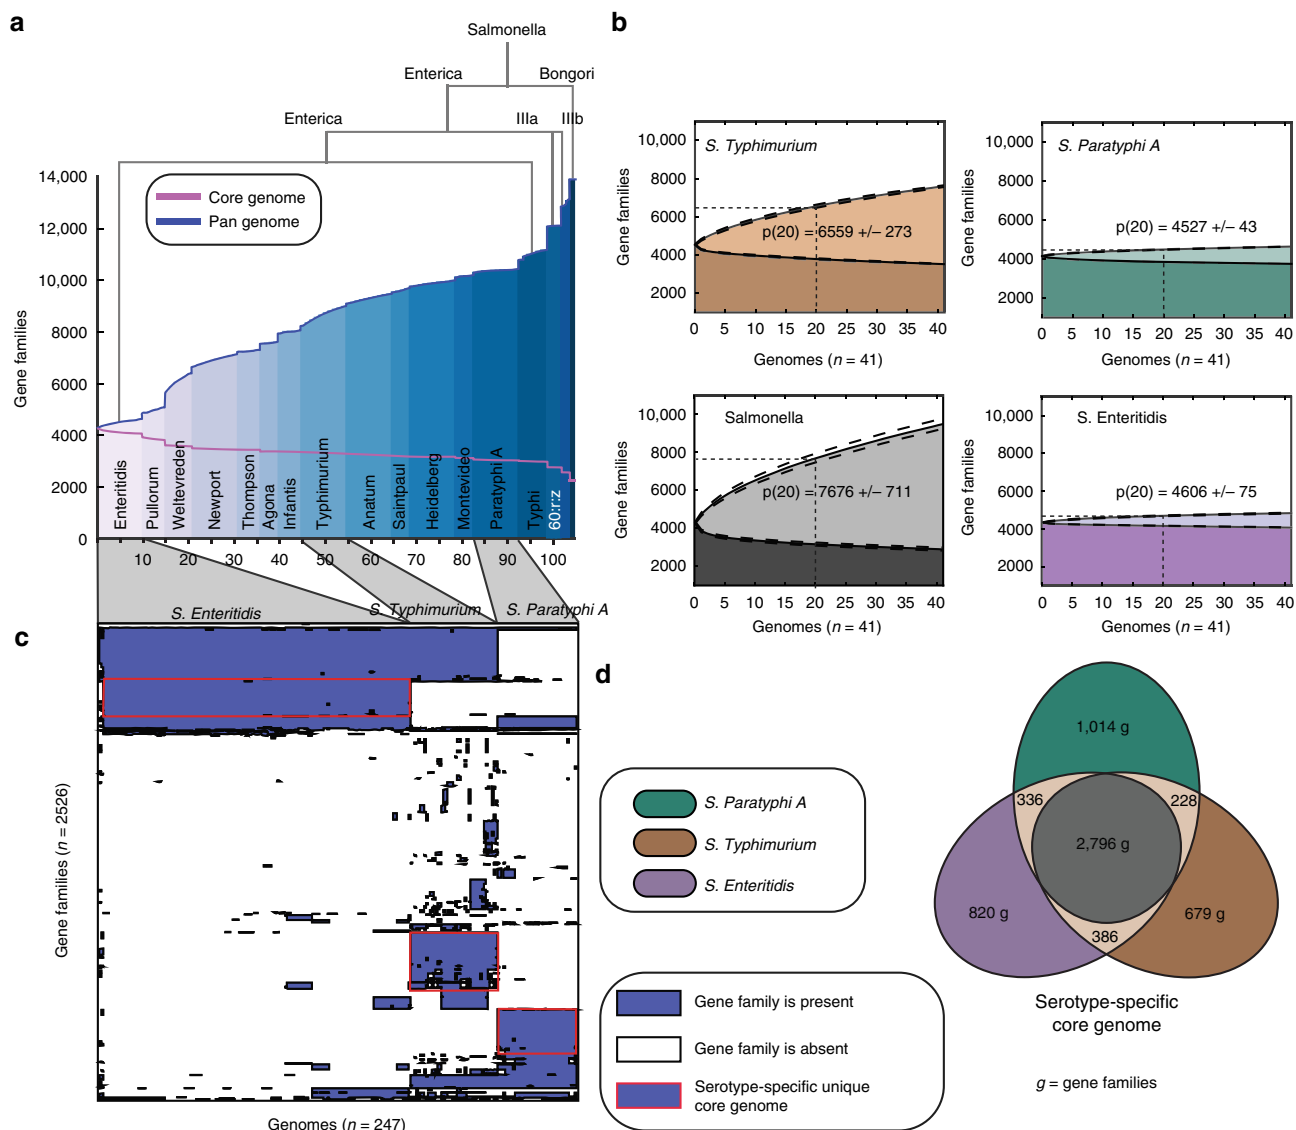 a
Salmonella
Enterica
Bongori
Enterica
IIIa
IIIb
Core genome
Pan genome
Gene families
14,000
12,000
10,000
8000
6000
4000
2000
0
Enteritidis
Pullorum
Weltevreden
Newport
Thompson
Agona
Infantis
Typhimurium
Anatum
Saintpaul
Heidelberg
Montevideo
Paratyphi A
Typhi
60:r:z
10 20 30 40 50 60 70 80 90 100
b
S. Typhimurium
Gene families
10,000
8000
6000
4000
2000
p(20) = 6559 +/− 273
0 5 10 15 20 25 30 35 40
Genomes (n = 41)
S. Paratyphi A
Gene families
10,000
8000
6000
4000
2000
p(20) = 4527 +/− 43
0 5 10 15 20 25 30 35 40
Genomes (n = 41)
Salmonella
Gene families
10,000
8000
6000
4000
2000
p(20) = 7676 +/− 711
0 5 10 15 20 25 30 35 40
Genomes (n = 41)
S. Enteritidis
Gene families
10,000
8000
6000
4000
2000
p(20) = 4606 +/− 75
0 5 10 15 20 25 30 35 40
Genomes (n = 41)
c
S. Enteritidis
S. Typhimurium
S. Paratyphi A
Gene families (n = 2526)
Genomes (n = 247)
Gene family is present
Gene family is absent
Serotype-specific unique
core genome
d
S. Paratyphi A
S. Typhimurium
S. Enteritidis
1,014 g
336
228
2,796 g
820 g
679 g
386
Serotype-specific
core genome
g = gene families